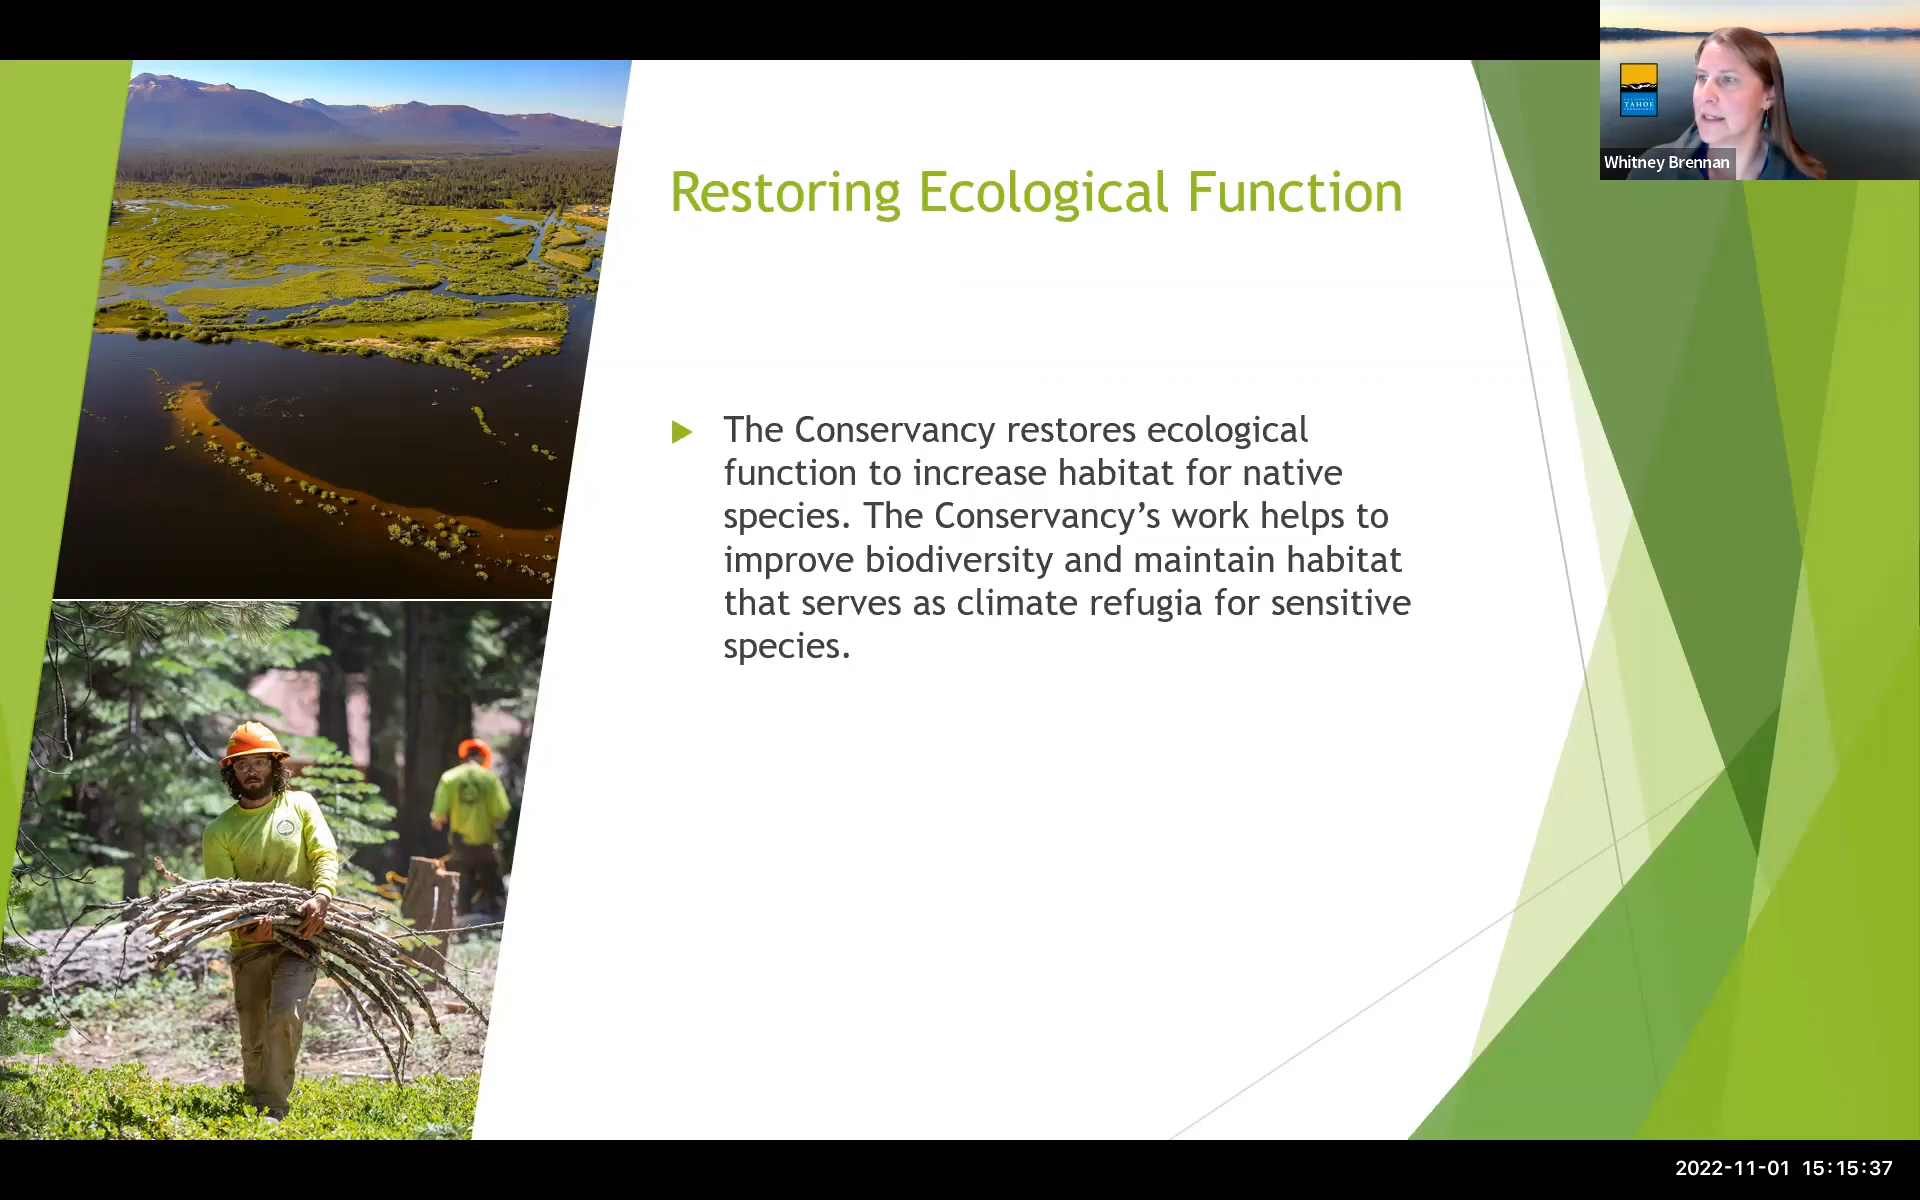 TAHOE
Whitney Brennan
Restoring Ecological Function
The Conservancy restores ecological
function to increase habitat for native
species. The Conservancy’s work helps to
improve biodiversity and maintain habitat
that serves as climate refugia for sensitive
species.
2022-11-01 15:15:37